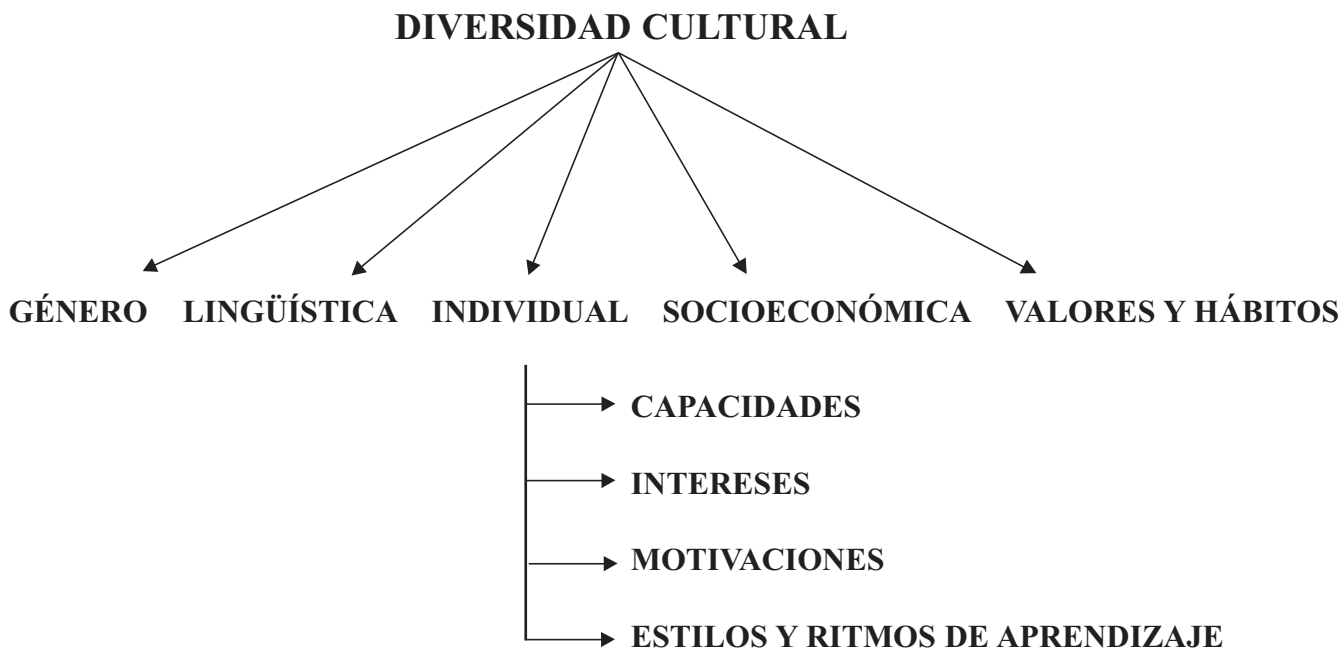 DIVERSIDAD CULTURAL
GÉNERO LINGÜÍSTICA INDIVIDUAL SOCIOECONÓMICA VALORES Y HÁBITOS
CAPACIDADES
INTERESES
MOTIVACIONES
ESTILOS Y RITMOS DE APRENDIZAJE